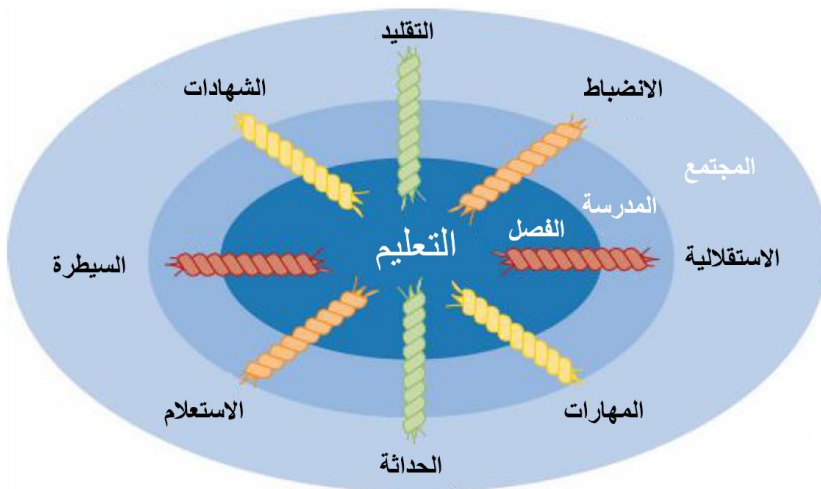 التقليد
الشهادات
الانضباط
المجتمع
المدرسة
الفصل
التعليم
السيطرة
الاستقلالية
الاستعلام
المهارات
الحداثة